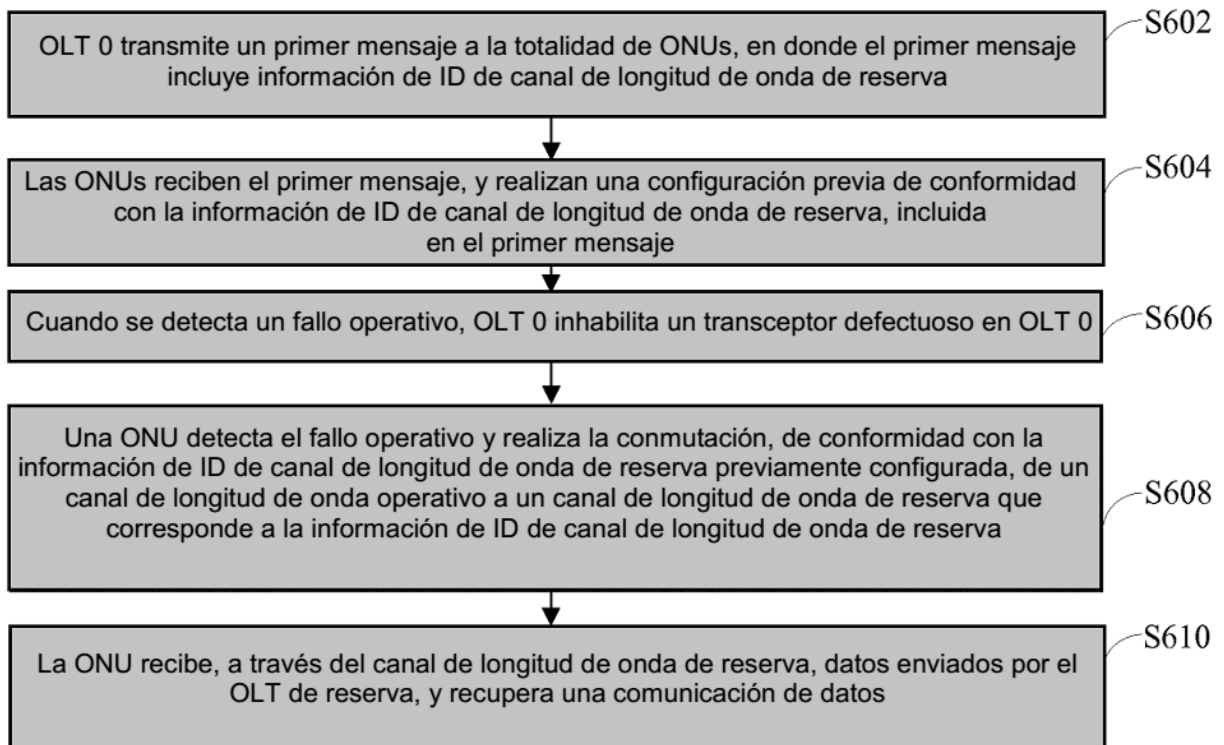 OLT 0 transmite un primer mensaje a la totalidad de ONUs, en donde el primer mensaje
incluye información de ID de canal de longitud de onda de reserva
S602
Las ONUs reciben el primer mensaje, y realizan una configuración previa de conformidad
con la información de ID de canal de longitud de onda de reserva, incluida
en el primer mensaje
S604
Cuando se detecta un fallo operativo, OLT 0 inhabilita un transceptor defectuoso en OLT 0
S606
Una ONU detecta el fallo operativo y realiza la conmutación, de conformidad con la
información de ID de canal de longitud de onda de reserva previamente configurada, de un
canal de longitud de onda operativo a un canal de longitud de onda de reserva que
corresponde a la información de ID de canal de longitud de onda de reserva
S608
La ONU recibe, a través del canal de longitud de onda de reserva, datos enviados por el
OLT de reserva, y recupera una comunicación de datos
S610